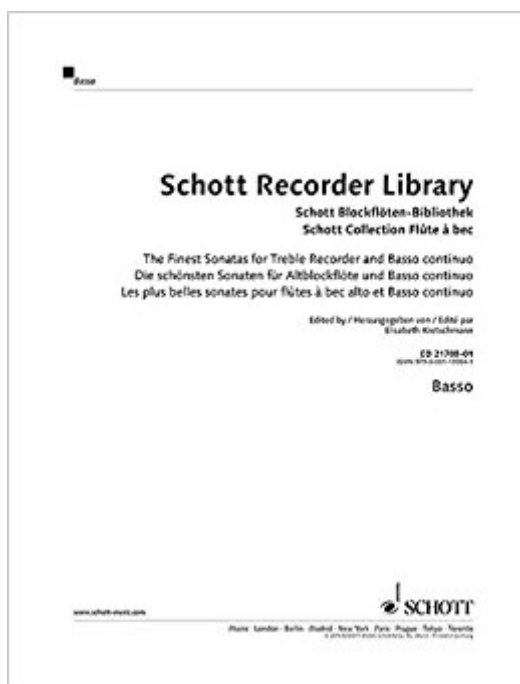 Basso
Schott Recorder Library
Schott Blockflöten-Bibliothek
Schott Collection Flûte à bec
The Finest Sonatas for Treble Recorder and Basso continuo
Die schönsten Sonaten für Altblockflöte und Basso continuo
Les plus belles sonates pour flûtes à bec alto et Basso continuo
Edited by / Herausgegeben von / Edité par
Elisabeth Kretschmann
ED 21708-01
Basso
SCHOTT
www.schott-music.com
Mainz · London · Berlin · Madrid · New York · Paris · Prague · Tokyo · Toronto